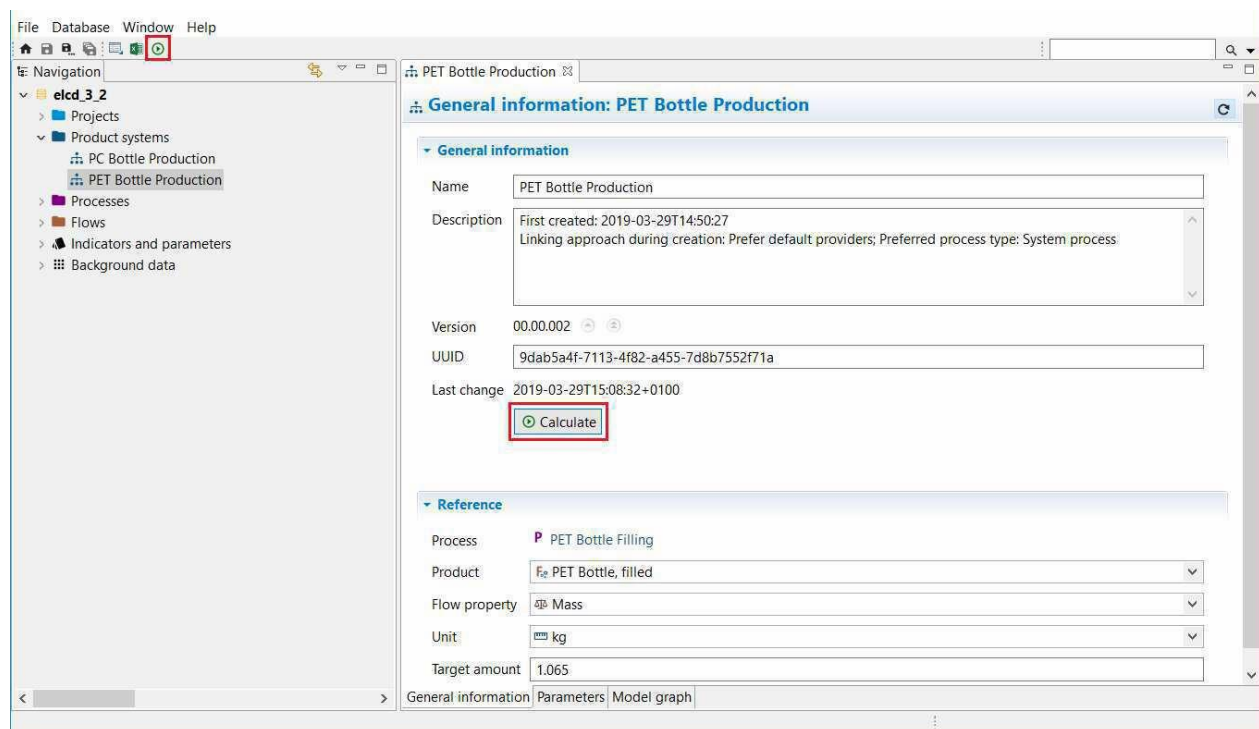 File Database Window Help
Navigation
elcd_3_2
Projects
Product systems
PC Bottle Production
PET Bottle Production
Processes
Flows
Indicators and parameters
Background data
PET Bottle Production
General information: PET Bottle Production
General information
Name PET Bottle Production
Description First created: 2019-03-29T14:50:27
Linking approach during creation: Prefer default providers; Preferred process type: System process
Version 00.00.002
UUID 9dab5a4f-7113-4f82-a455-7d8b7552f71a
Last change 2019-03-29T15:08:32+0100
Calculate
Reference
Process P PET Bottle Filling
Product PET Bottle, filled
Flow property Mass
Unit kg
Target amount 1.065
General information Parameters Model graph